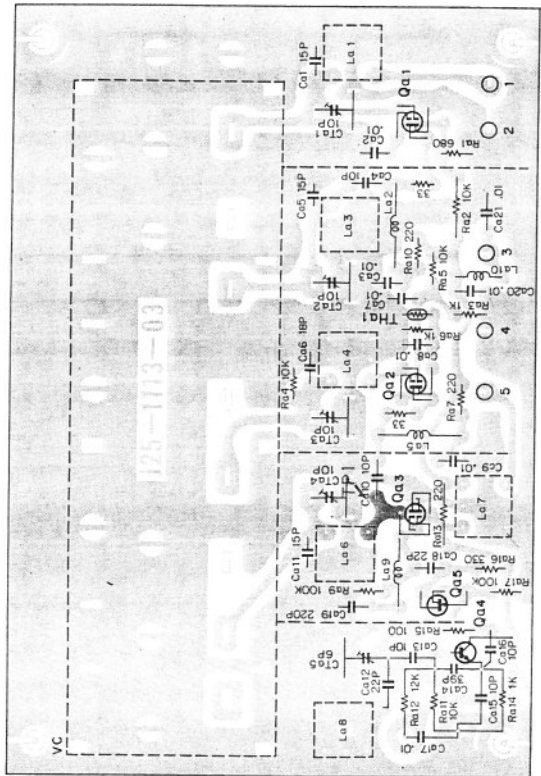 VC
125-1113-03
Ca1 15P
La1
CTa1
10P
Ca2
.01
Qa1
Ra1 680
1
2
Ca4
10P
Ca5 15P
La3
33
La2
Ra2 10K
Ca21 .01
CTa2
10P
Ca3
.01
Ra10 220
Ra5 10K
3
La10
Ca7
.01
THa1
Ca20 .01
Ra3 1K
Ca6 18P
La4
Ra6 1K
Ca8 .01
4
Ra4 10K
Qa2
Ra7 220
5
CTa3
10P
33
La5
CTa4
10P
Ca10 10P
Qa3
Ra13 220
Cc9 .01
La7
Ca11 15P
La6
Ra9 100K
La9
Ca18 22P
Ra16 330
Ra17 100K
Ca19 220P
Qa5
Qa4
CTa5
6P
Ra15 100
Ca13
10P
Ca12
22P
Ca16
10P
La8
Ra12 12K
Ca14
39P
Ra11
10K
Ca15 10P
Ra14 1K
Ca17 .01